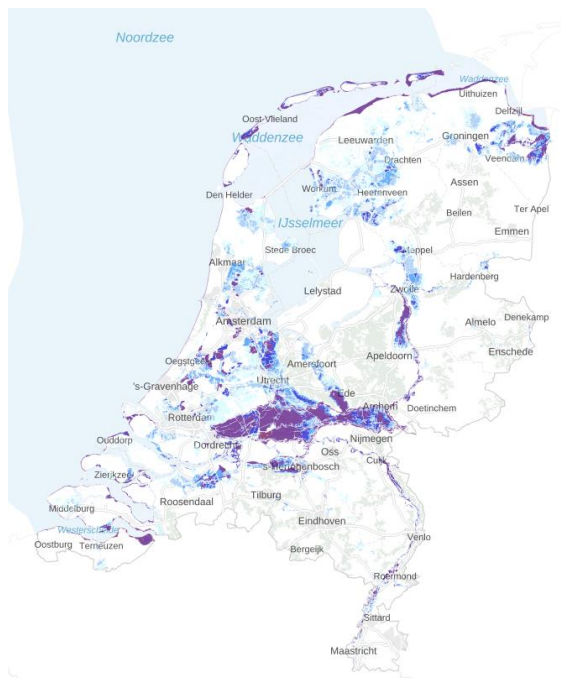 Noordzee
Waddenzee
Uithuizen
Delfzijl
Oost-Vlieland
Waddenzee
Leeuwarden
Groningen
Drachten
Veendam
Den Helder
Workum
Heerenveen
Assen
Ter Apel
IJsselmeer
Beilen
Emmen
Stede Broec
Meppel
Alkmaar
Hardenberg
Lelystad
Zwolle
Amsterdam
Almelo
Denekamp
Oegstgeest
Amersfoort
Apeldoorn
Enschede
Utrecht
's-Gravenhage
Ede
Arnhem
Doetinchem
Rotterdam
Ouddorp
Dordrecht
Nijmegen
Oss
Cuijk
Zierikzee
's-Hertogenbosch
Roosendaal
Tilburg
Middelburg
Eindhoven
Westerschelde
Venlo
Oostburg
Terneuzen
Bergeijk
Roermond
Sittard
Maastricht